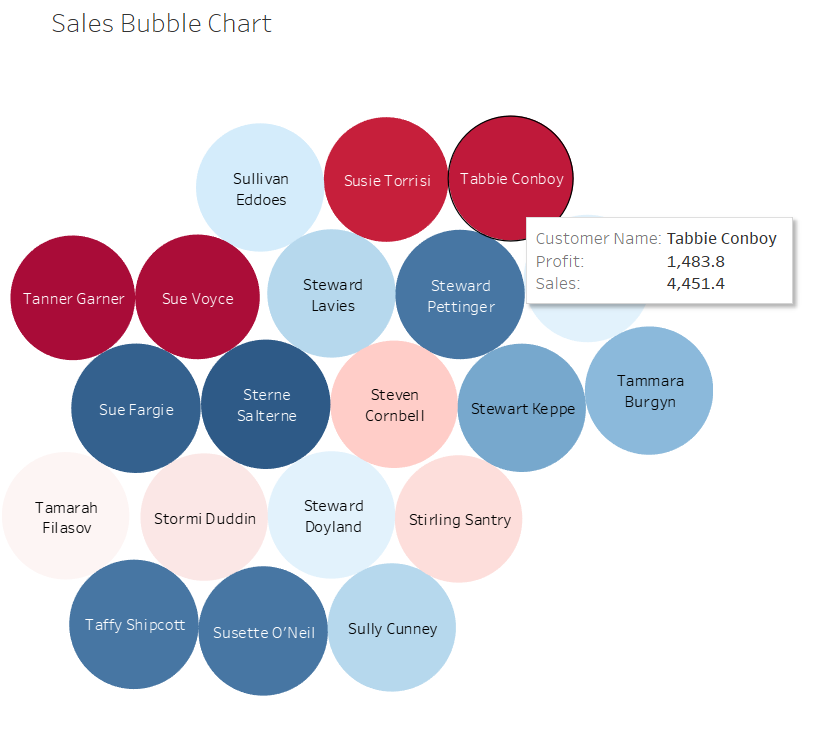 Sales Bubble Chart
Sullivan
Eddoes
Susie Torrisi
Tabbie Conboy
Customer Name: Tabbie Conboy
Profit: 1,483.8
Sales: 4,451.4
Tanner Garner
Sue Voyce
Steward
Lavies
Steward
Pettinger
Sue Fargie
Sterne
Salterne
Steven
Cornbell
Stewart Keppe
Tammara
Burgyn
Tamarah
Filasov
Stormi Duddin
Steward
Doyland
Stirling Santry
Taffy Shipcott
Susette O’Neil
Sully Cunney